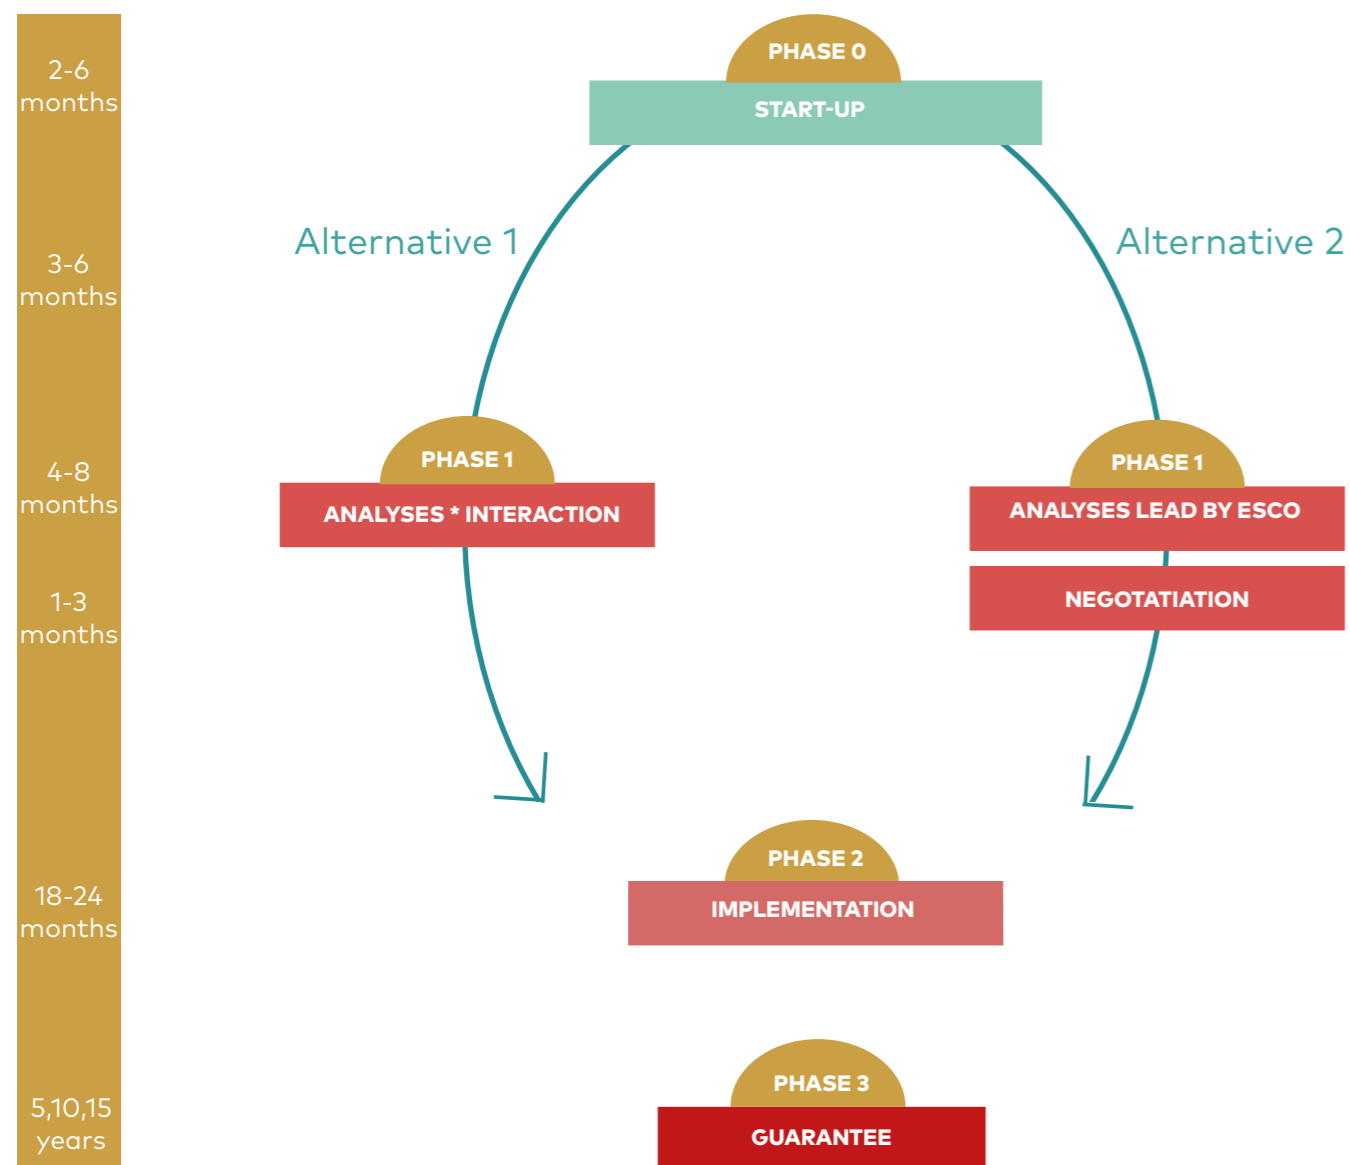 2-6
months
PHASE 0
START-UP
Alternative 1
Alternative 2
3-6
months
4-8
months
PHASE 1
ANALYSES * INTERACTION
PHASE 1
ANALYSES LEAD BY ESCO
1-3
months
NEGOTATIATION
18-24
months
PHASE 2
IMPLEMENTATION
5,10,15
years
PHASE 3
GUARANTEE